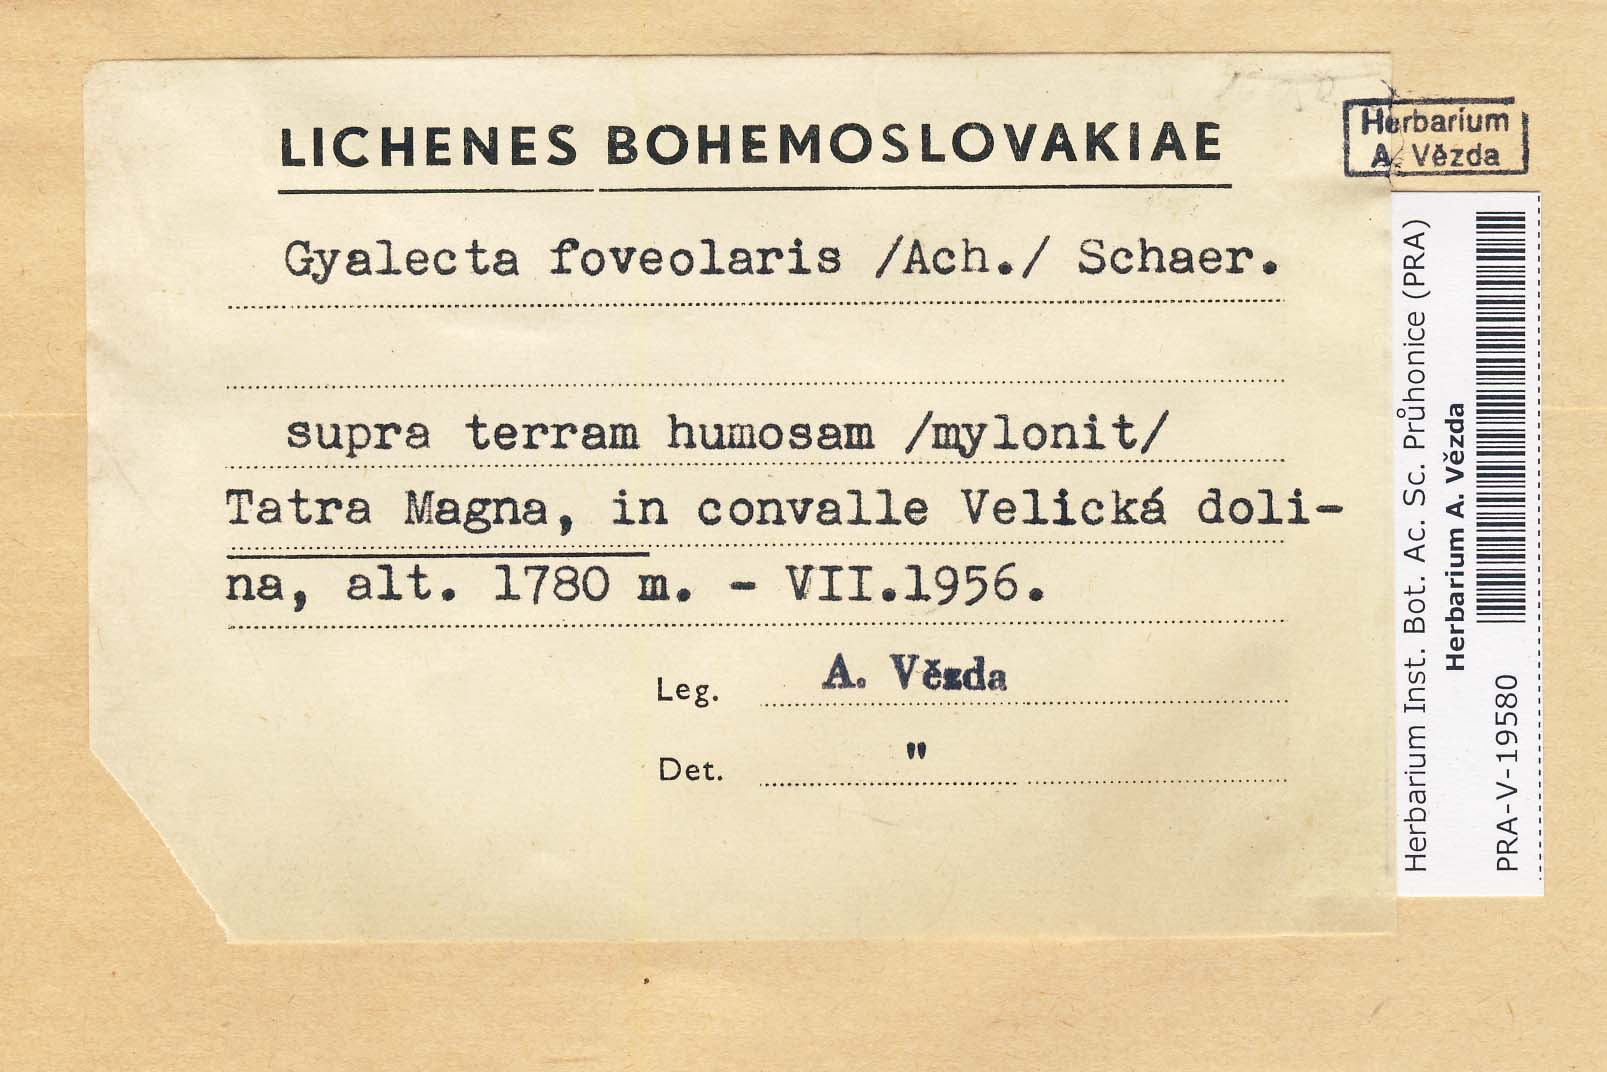 LICHENES BOHEMOSLOVAKIAE
Gyalecta foveolaris /Ach./ Schaer.
supra terram humosam /mylonit/
Tatra Magna, in convalle Velická doli-
na, alt. 1780 m. - VII.1956.
Leg. A. Vězda
Det. "
Herbarium
A. Vězda
Herbarium Inst. Bot. Ac. Sc. Průhonice (PRA)
Herbarium A. Vězda
PRA-V-19580